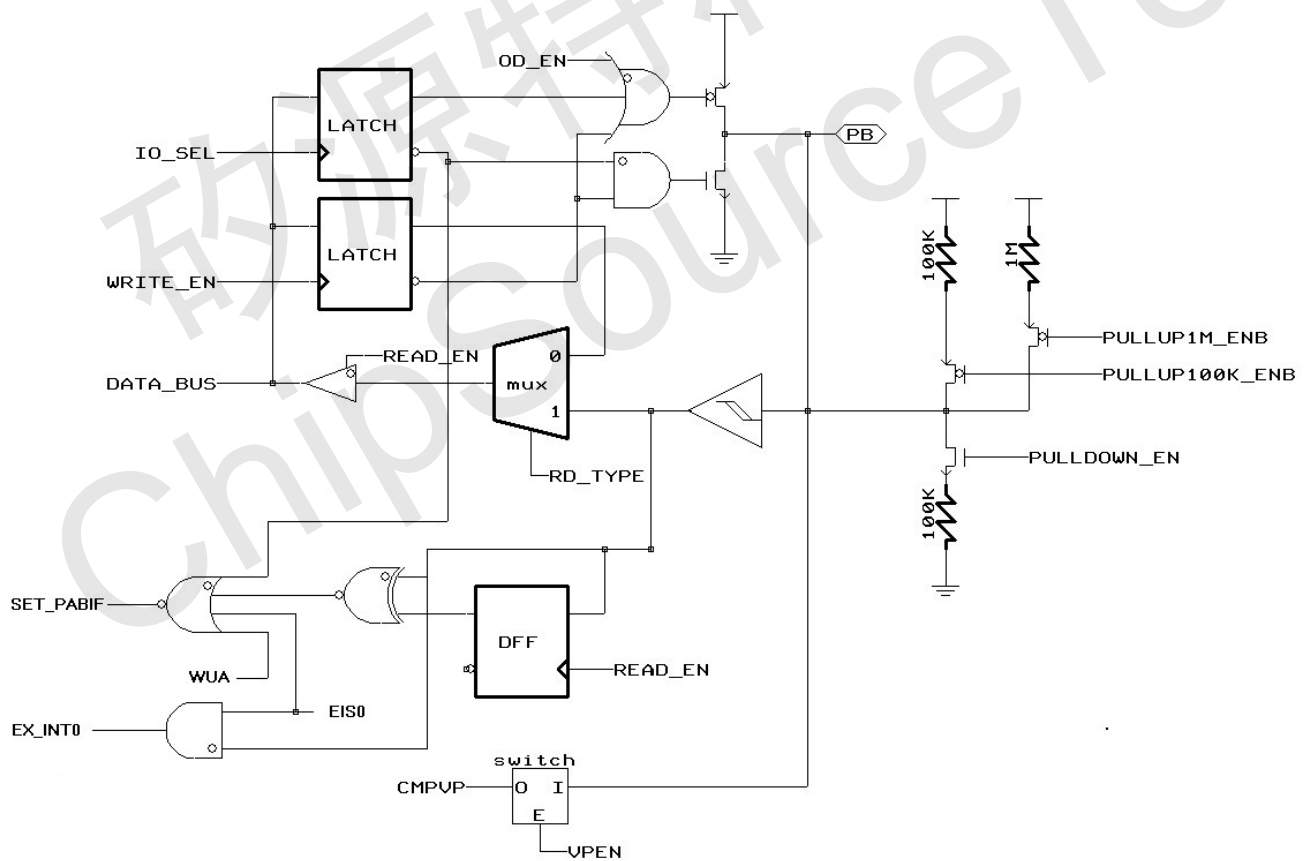 矽源特
ChipSourceTe
OD_EN
LATCH
PB
IO_SEL
LATCH
WRITE_EN
100K
1M
READ_EN
0
PULLUP1M_ENB
DATA_BUS
mux
PULLUP100K_ENB
1
RD_TYPE
PULLDOWN_EN
100K
SET_PABIF
DFF
READ_EN
WUA
EIS0
EX_INT0
switch
CMPVP
O I
E
VPEN